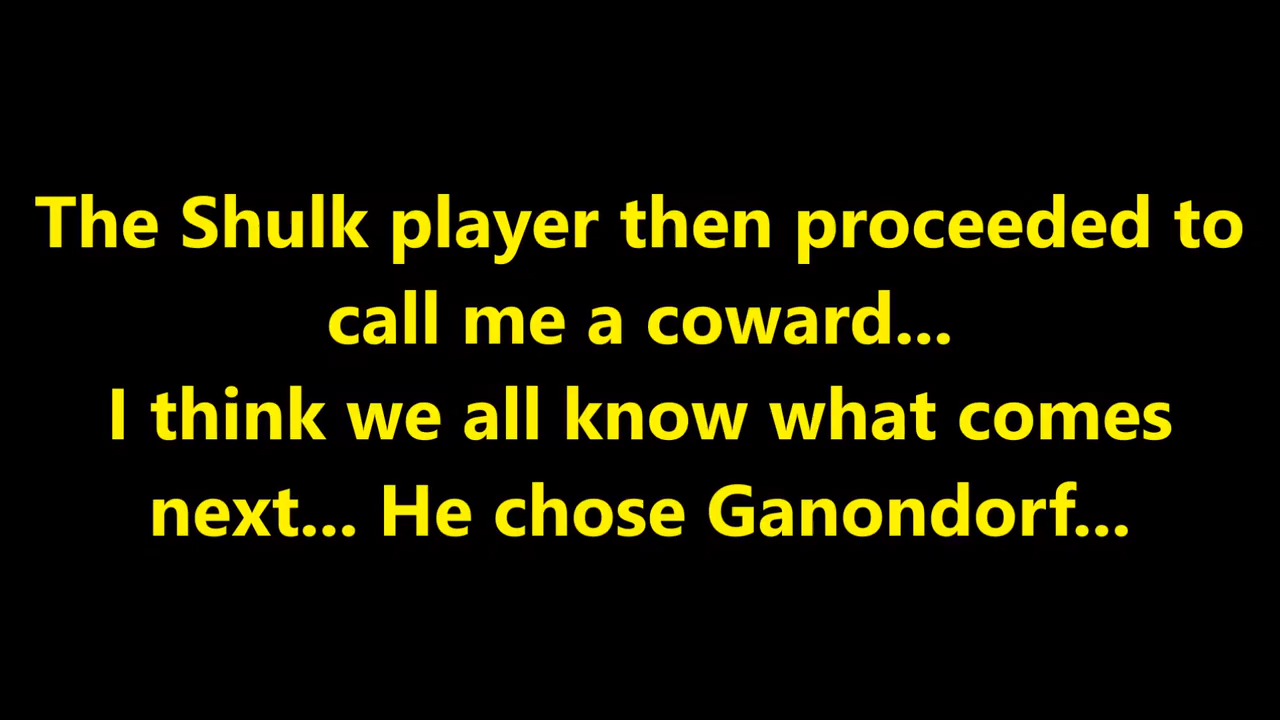 The Shulk player then proceeded to
call me a coward...
I think we all know what comes
next... He chose Ganondorf...